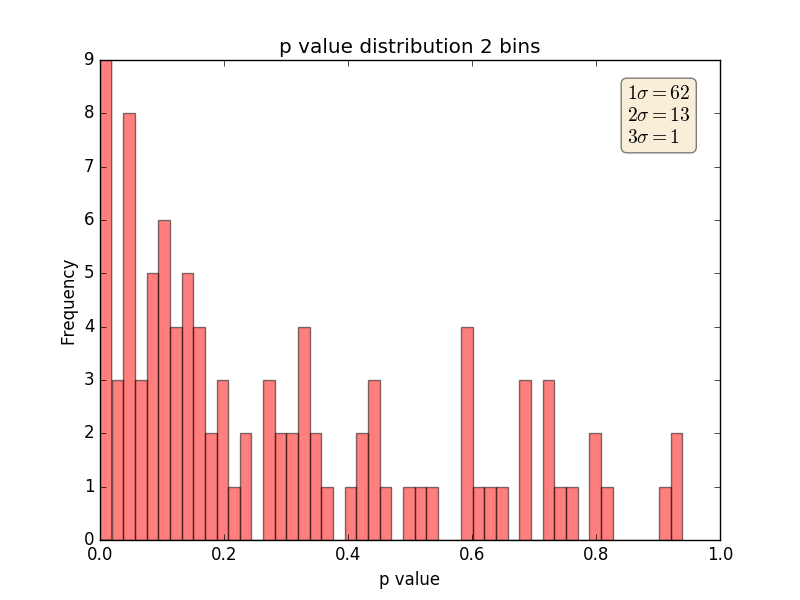 p value distribution 2 bins
1σ = 62
2σ = 13
3σ = 1
Frequency
9
8
7
6
5
4
3
2
1
0
0.0 0.2 0.4 0.6 0.8 1.0
p value